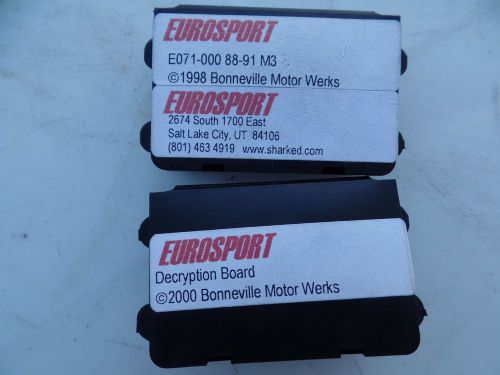 EUROSPORT
E071-000 88-91 M3
©1998 Bonneville Motor Werks
EUROSPORT
2674 South 1700 East
Salt Lake City, UT 84106
(801) 463 4919 www.sharked.com
EUROSPORT
Decryption Board
©2000 Bonneville Motor Werks